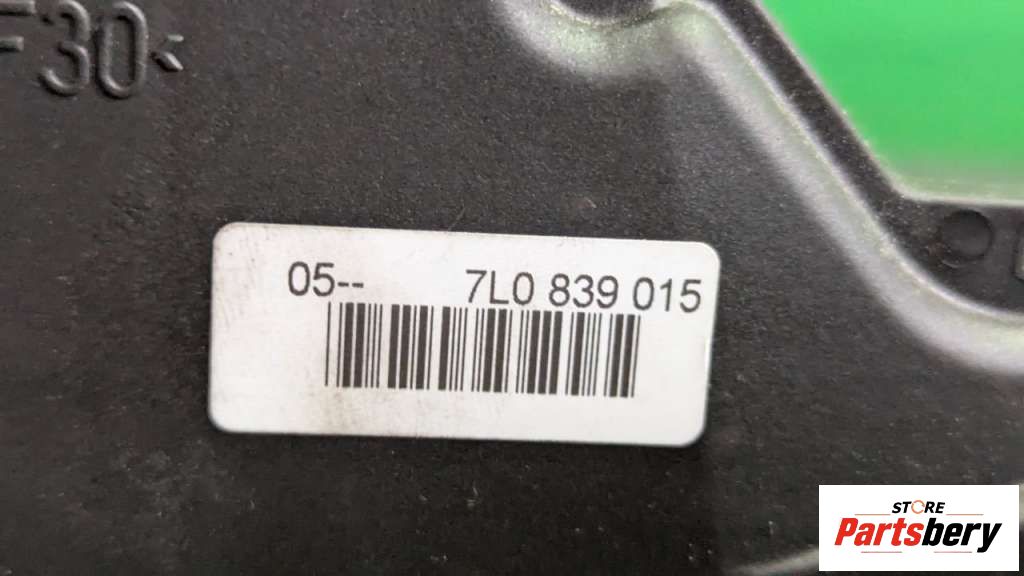 F30<
05-- 7L0 839 015
STORE
Partsbery